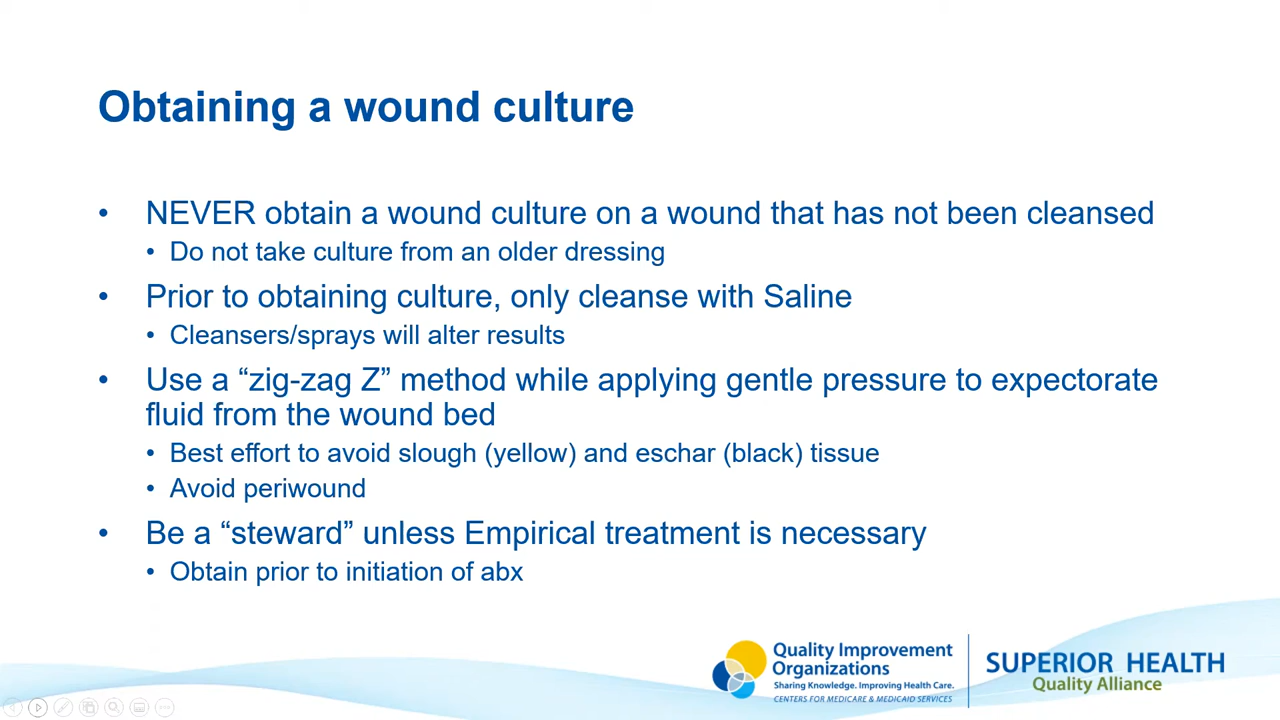 Obtaining a wound culture
• NEVER obtain a wound culture on a wound that has not been cleansed
• Do not take culture from an older dressing
• Prior to obtaining culture, only cleanse with Saline
• Cleansers/sprays will alter results
• Use a “zig-zag Z” method while applying gentle pressure to expectorate
fluid from the wound bed
• Best effort to avoid slough (yellow) and eschar (black) tissue
• Avoid periwound
• Be a “steward” unless Empirical treatment is necessary
• Obtain prior to initiation of abx
Quality Improvement
Organizations
Sharing Knowledge. Improving Health Care.
CENTERS FOR MEDICARE & MEDICAID SERVICES
SUPERIOR HEALTH
Quality Alliance